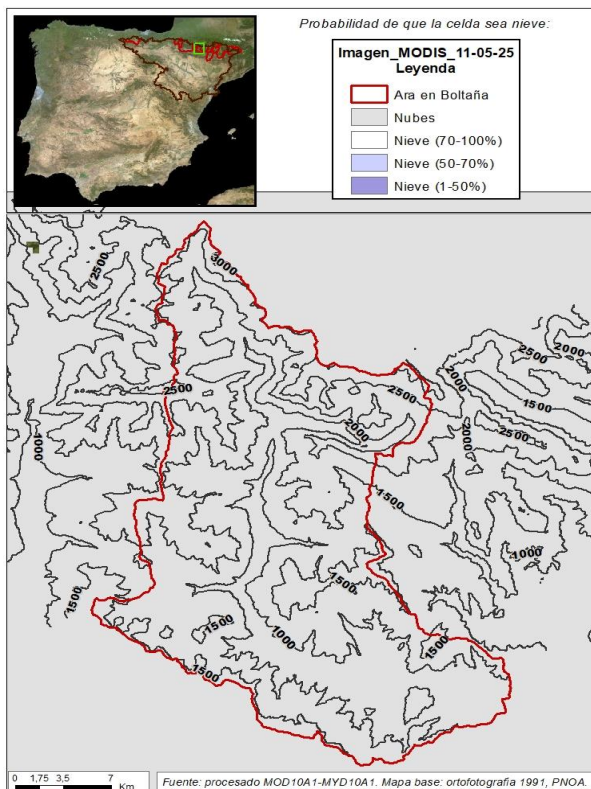 Probabilidad de que la celda sea nieve:
Imagen_MODIS_11-05-25
Leyenda
Ara en Boltaña
Nubes
Nieve (70-100%)
Nieve (50-70%)
Nieve (1-50%)
2500
3000
2000
2500
2000
2500
2500
1500
2000
2500
2000
1000
1500
1000
1500
1500
1500
1000
1500
1500
0 1,75 3,5 7
Km
Fuente: procesado MOD10A1-MYD10A1. Mapa base: ortofotografia 1991, PNOA.